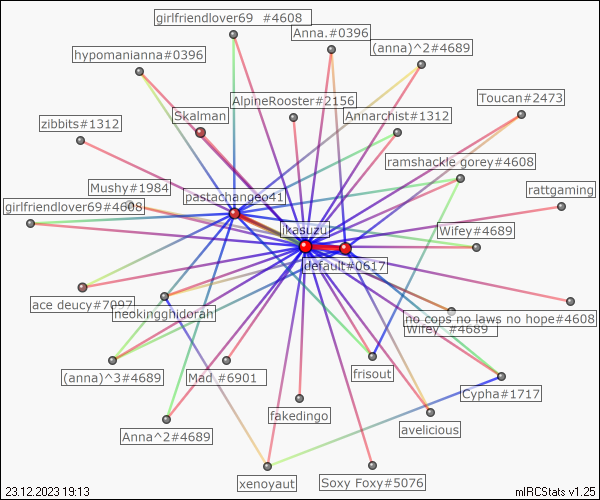 girlfriendlover69 #4608
Anna.#0396
(anna)^2#4689
hypomanianna#0396
Toucan#2473
AlpineRooster#2156
Skalman
Annarchist#1312
zibbits#1312
ramshackle gorey#4608
Mushy#1984
pastachangeo41
rattgaming
girlfriendlover69#4608
ikasuzu
Wifey#4689
default#0617
ace deucy#7097
neokingghidorah
no cops no laws no hope#4608
Wifey #4689
(anna)^3#4689
Mad #6901
frisout
Cypha#1717
fakedingo
Anna^2#4689
avelicious
xenoyaut
Soxy Foxy#5076
23.12.2023 19:13
mIRCStats v1.25